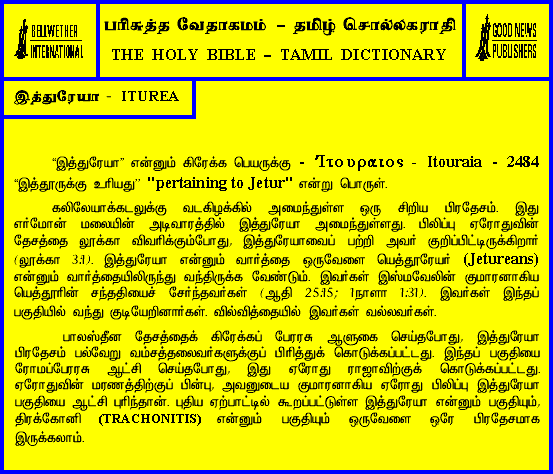 BELLWETHER
INTERNATIONAL
பரிசுத்த வேதாகமம் – தமிழ் சொல்லகராதி
THE HOLY BIBLE – TAMIL DICTIONARY
GOOD NEWS
PUBLISHERS
இத்துரேயா - ITUREA
“இத்துரேயா” என்னும் கிரேக்க பெயருக்கு - Ἰτουραιος - Itouraia - 2484
“இத்தூருக்கு உரியது” "pertaining to Jetur" என்று பொருள்.
கலிலேயாக்கடலுக்கு வடகிழக்கில் அமைந்துள்ள ஒரு சிறிய பிரதேசம். இது
எர்மோன் மலையின் அடிவாரத்தில் இத்துரேயா அமைந்துள்ளது. பிலிப்பு ஏரோதுவின்
தேசத்தை லூக்கா விவரிக்கும்போது, இத்துரேயாவைப் பற்றி அவர் குறிப்பிட்டிருக்கிறார்
(லூக்கா 3:1). இத்துரேயா என்னும் வார்த்தை ஒருவேளை யெத்தூரேயர் (Jetureans)
என்னும் வார்த்தையிலிருந்து வந்திருக்க வேண்டும். இவர்கள் இஸ்மவேலின் குமாரனாகிய
யெத்தூரின் சந்ததியைச் சேர்ந்தவர்கள் (ஆதி 25:15; 1நாளா 1:31). இவர்கள் இந்தப்
பகுதியில் வந்து குடியேறினார்கள். வில்வித்தையில் இவர்கள் வல்லவர்கள்.
பாலஸ்தீன தேசத்தைக் கிரேக்கப் பேரரசு ஆளுகை செய்தபோது, இத்துரேயா
பிரதேசம் பல்வேறு வம்சத்தலைவர்களுக்குப் பிரித்துக் கொடுக்கப்பட்டது. இந்தப் பகுதியை
ரோமப்பேரரசு ஆட்சி செய்தபோது, இது ஏரோது ராஜாவிற்குக் கொடுக்கப்பட்டது.
ஏரோதுவின் மரணத்திற்குப் பின்பு, அவனுடைய குமாரனாகிய ஏரோது பிலிப்பு இத்துரேயா
பகுதியை ஆட்சி புரிந்தான். புதிய ஏற்பாட்டில் கூறப்பட்டுள்ள இத்துரேயா என்னும் பகுதியும்,
திரக்கோனி (TRACHONITIS) என்னும் பகுதியும் ஒருவேளை ஒரே பிரதேசமாக
இருக்கலாம்.